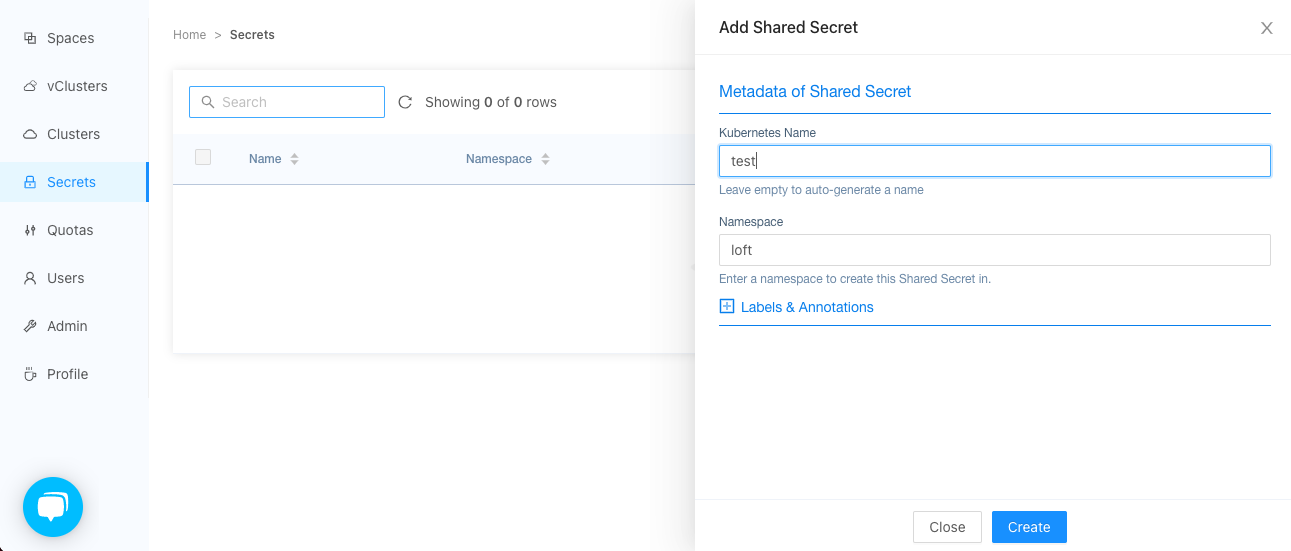 Spaces
vClusters
Clusters
Secrets
Quotas
Users
Admin
Profile
Home > Secrets
Search
Showing 0 of 0 rows
Name
Namespace
Add Shared Secret
Metadata of Shared Secret
Kubernetes Name
test
Leave empty to auto-generate a name
Namespace
loft
Enter a namespace to create this Shared Secret in.
Labels & Annotations
Close
Create